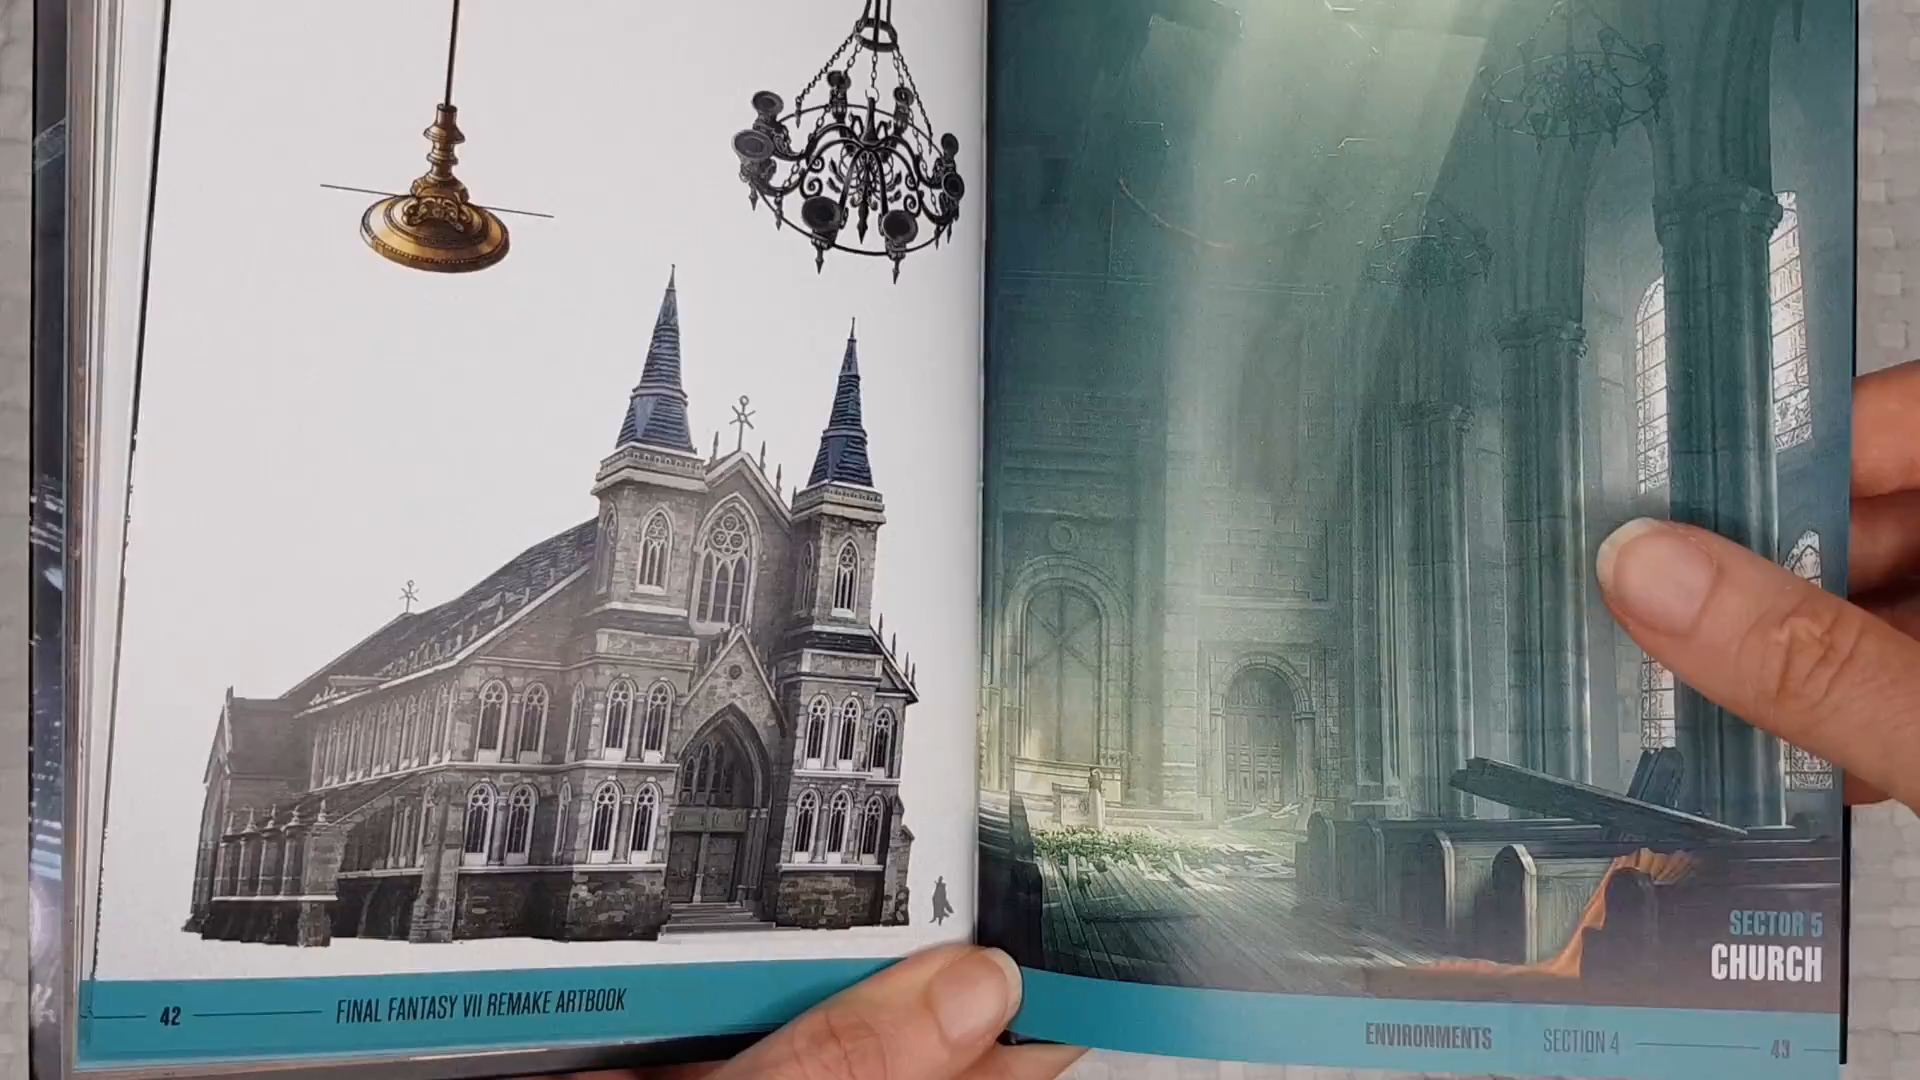 42
FINAL FANTASY VII REMAKE ARTBOOK
SECTOR 5
CHURCH
ENVIRONMENTS
SECTION 4
43